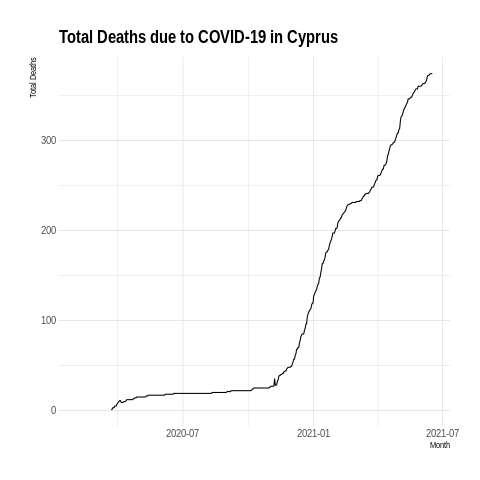 Total Deaths due to COVID-19 in Cyprus
Total Deaths
300
200
100
0
2020-07 2021-01 2021-07
Month